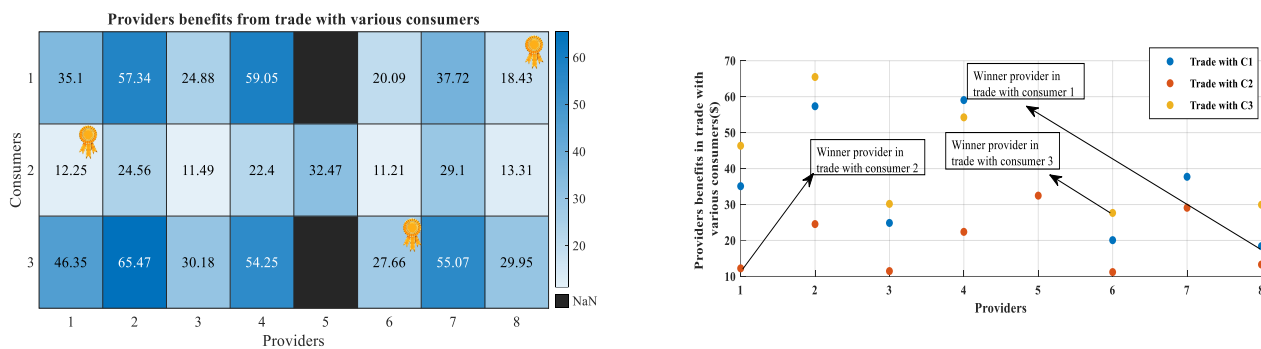 Providers benefits from trade with various consumers
Consumers
1
35.1 57.34 24.88 59.05 20.09 37.72 18.43
2
12.25 24.56 11.49 22.4 32.47 11.21 29.1 13.31
3
46.35 65.47 30.18 54.25 27.66 55.07 29.95
1 2 3 4 5 6 7 8
Providers
60
50
40
30
20
NaN
Providers benefits in trade with
various consumers($)
70
60
50
40
30
20
10
1 2 3 4 5 6 7 8
Providers
Winner provider in
trade with consumer 1
Winner provider in
trade with consumer 2
Winner provider in
trade with consumer 3
Trade with C1
Trade with C2
Trade with C3